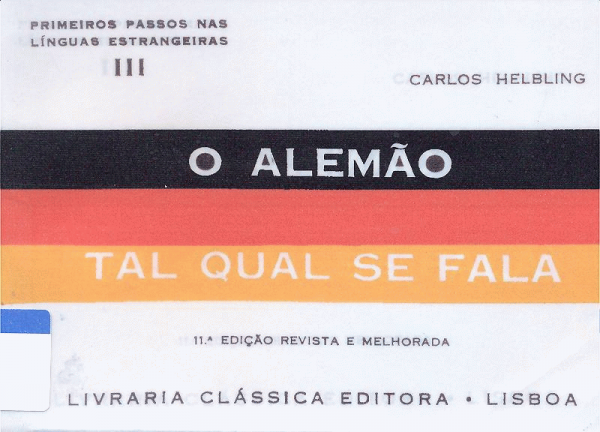 PRIMEIROS PASSOS NAS
LÍNGUAS ESTRANGEIRAS
III
CARLOS HELBLING
O ALEMÃO
TAL QUAL SE FALA
11.ª EDIÇÃO REVISTA E MELHORADA
LIVRARIA CLÁSSICA EDITORA • LISBOA